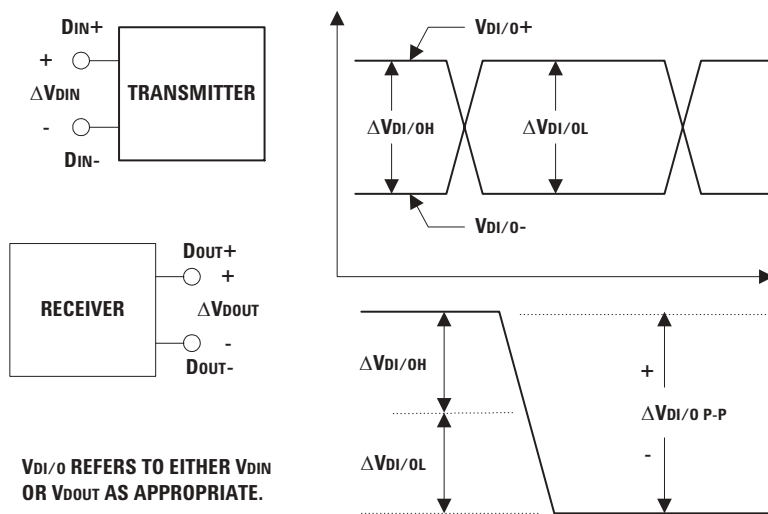 DIN+
+
ΔVDIN
TRANSMITTER
-
DIN-
DOUT+
+
RECEIVER
ΔVDOUT
-
DOUT-
VDI/O REFERS TO EITHER VDIN
OR VDOUT AS APPROPRIATE.
VDI/O+
ΔVDI/OH
ΔVDI/OL
VDI/O-
ΔVDI/OH
+
ΔVDI/O P-P
ΔVDI/OL
-